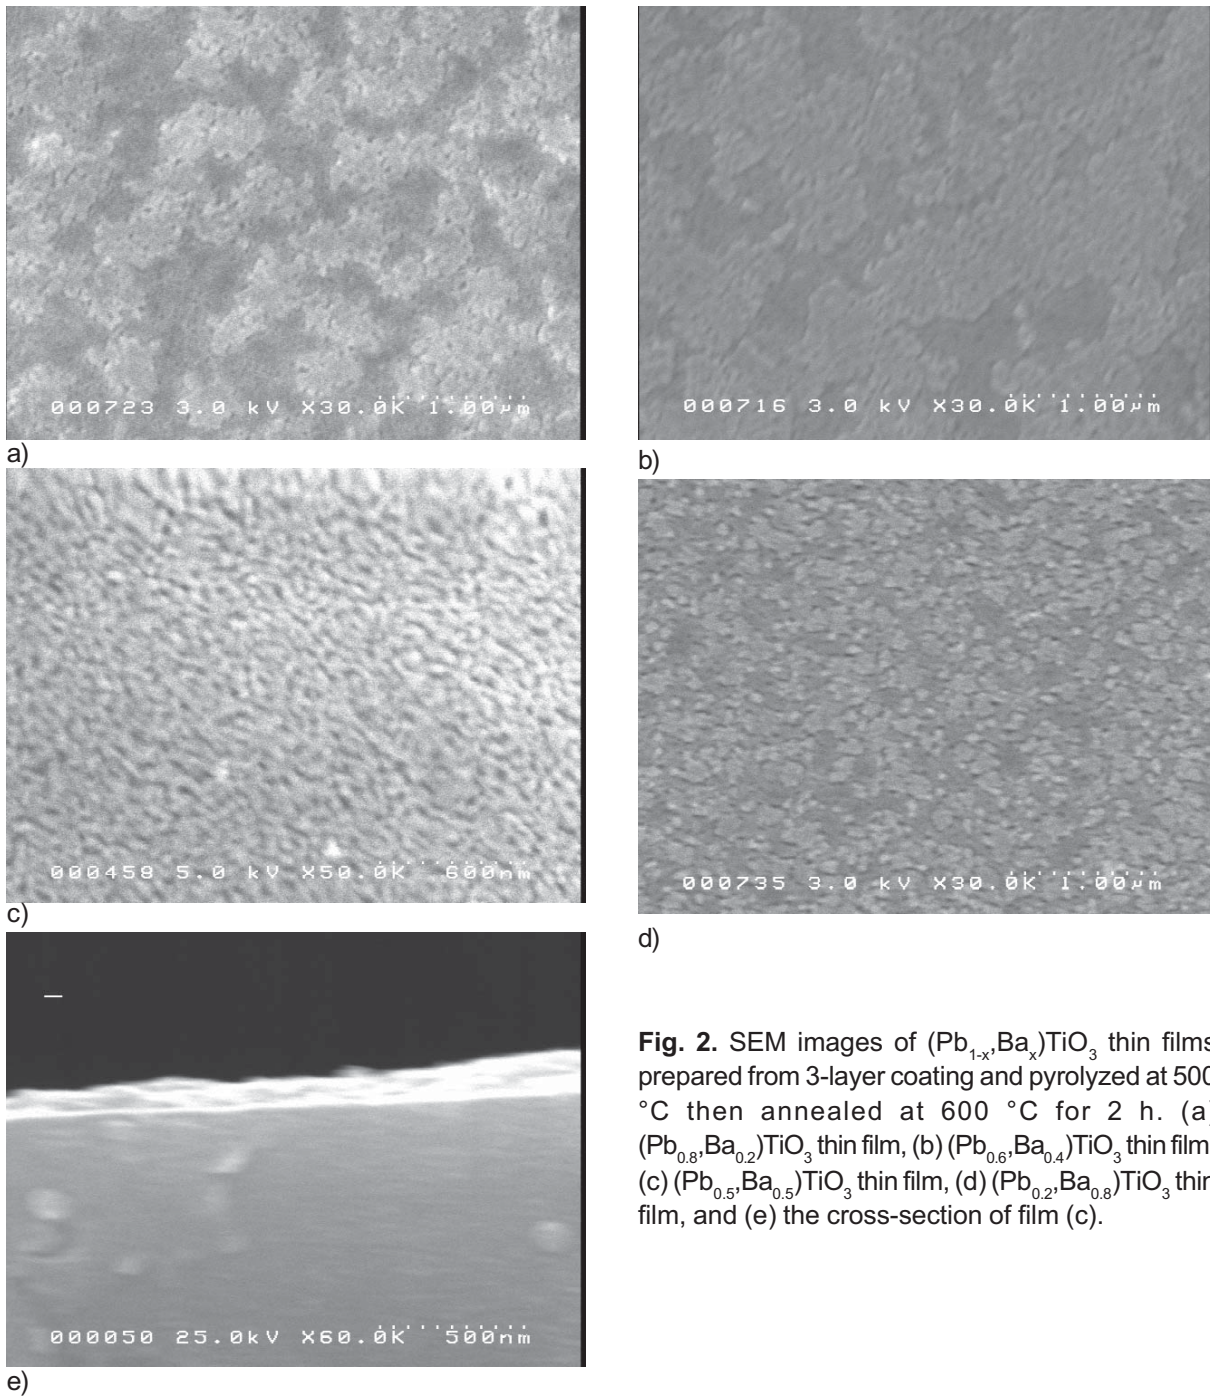 000723 3.0 kV X30.0K 1.00µm
a)
000716 3.0 kV X30.0K 1.00µm
b)
000458 5.0 kV X50.0K 600nm
c)
000735 3.0 kV X30.0K 1.00µm
d)
000050 25.0kV X60.0K 500nm
e)
Fig. 2. SEM images of (Pb1-x,Bax)TiO3 thin films
prepared from 3-layer coating and pyrolyzed at 500
°C then annealed at 600 °C for 2 h. (a)
(Pb0.8,Ba0.2)TiO3 thin film, (b) (Pb0.6,Ba0.4)TiO3 thin film
(c) (Pb0.5,Ba0.5)TiO3 thin film, (d) (Pb0.2,Ba0.8)TiO3 thin
film, and (e) the cross-section of film (c).